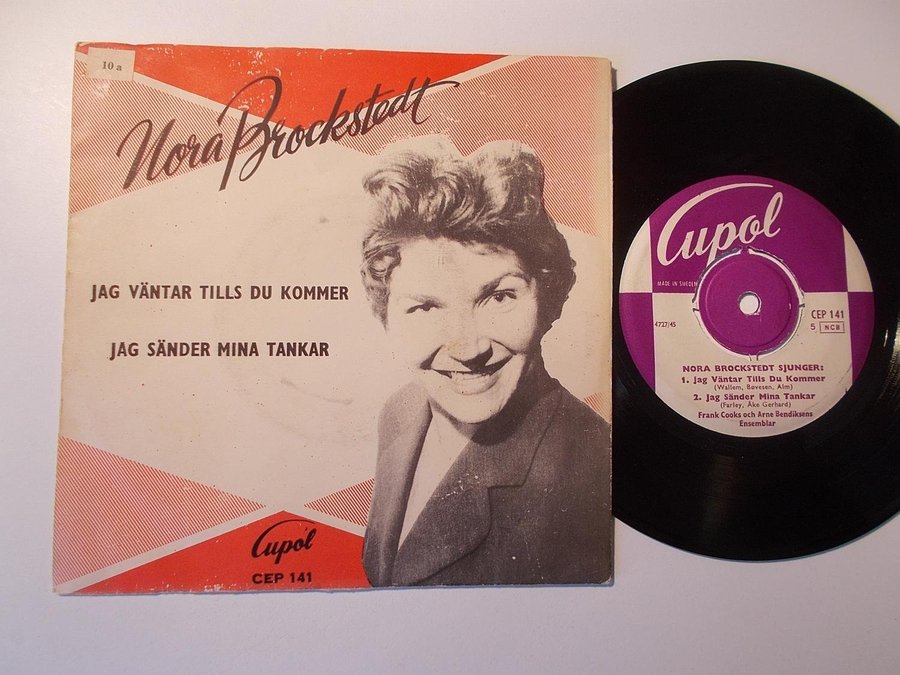 10 a
Nora Brockstedt
JAG VÄNTAR TILLS DU KOMMER
JAG SÄNDER MINA TANKAR
Cupol
CEP 141
Cupol
MADE IN SWEDEN
4727/45
CEP 141
5 NCB
NORA BROCKSTEDT SJUNGER:
1. Jag Väntar Tills Du Kommer
(Wallem, Bøvesen, Alm)
2. Jag Sänder Mina Tankar
(Farley, Åke Gerhard)
Frank Cooks och Arne Bendiksens
Ensemblar